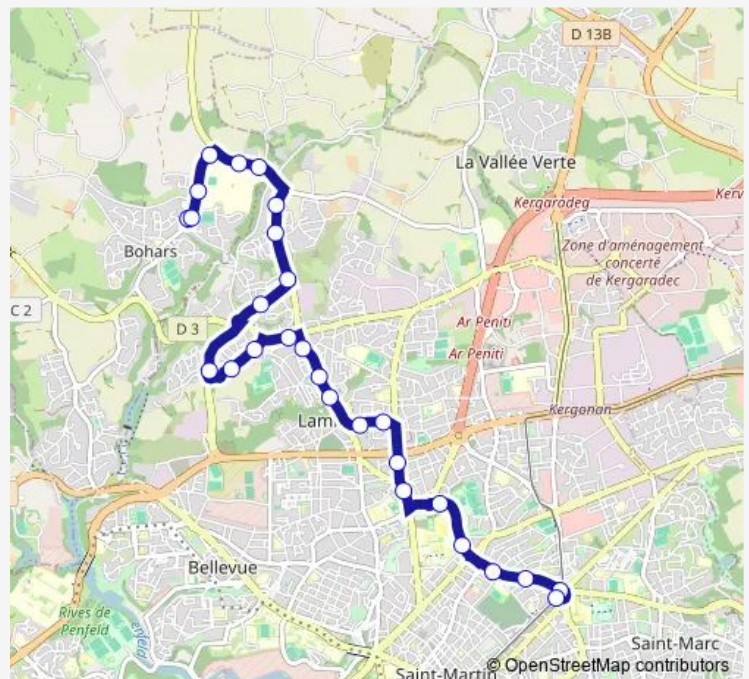 D 13B
La Vallée Verte
Kergaradeg
Kerv
Zone d'aménagement
concerté
de Kergaradec
Bohars
C 2
D 3
Ar Peniti
Ar Peniti
Kergonan
Lam
Bellevue
Rives de
Penfeld
Saint-Marc
Saint-Martin
© OpenStreetMap contributors